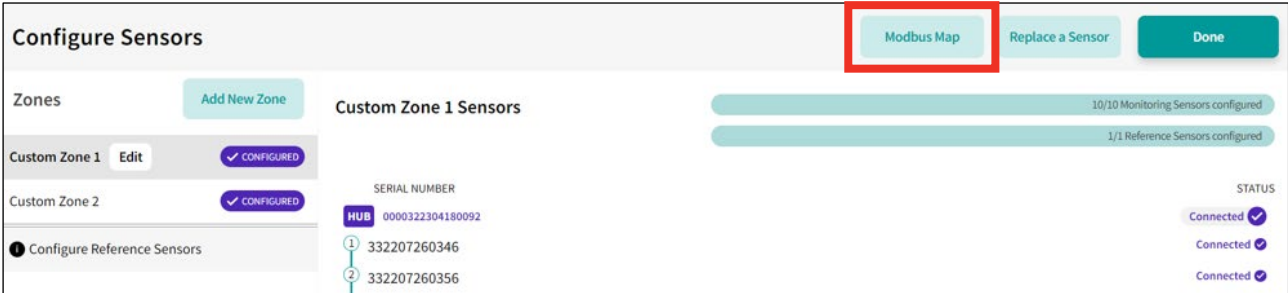 Configure Sensors
Modbus Map
Replace a Sensor
Done
Zones
Add New Zone
Custom Zone 1 Edit
CONFIGURED
Custom Zone 2
CONFIGURED
Configure Reference Sensors
Custom Zone 1 Sensors
10/10 Monitoring Sensors configured
1/1 Reference Sensors configured
SERIAL NUMBER STATUS
HUB 0000322304180092 Connected
1 332207260346 Connected
2 332207260356 Connected